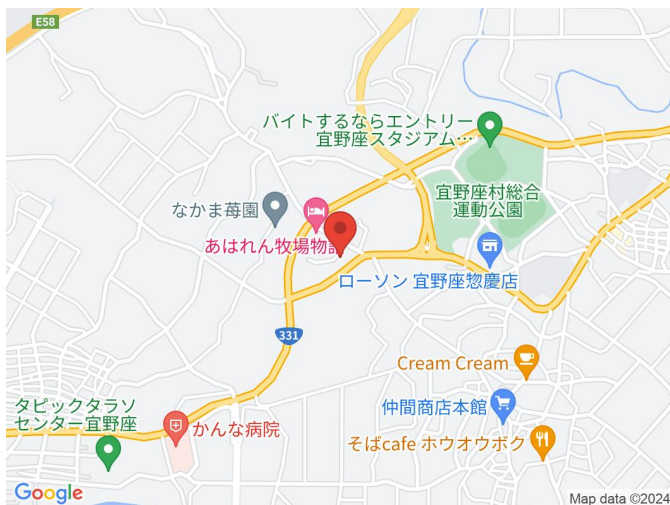 E58
バイトするならエントリー
宜野座スタジアム…
宜野座村総合
運動公園
なかま苺園
あはれん牧場物語
ローソン 宜野座惣慶店
331
Cream Cream
仲間商店本館
タピックタラソ
センター宜野座
かんな病院
そばcafe ホウオウボク
Google
Map data ©2024